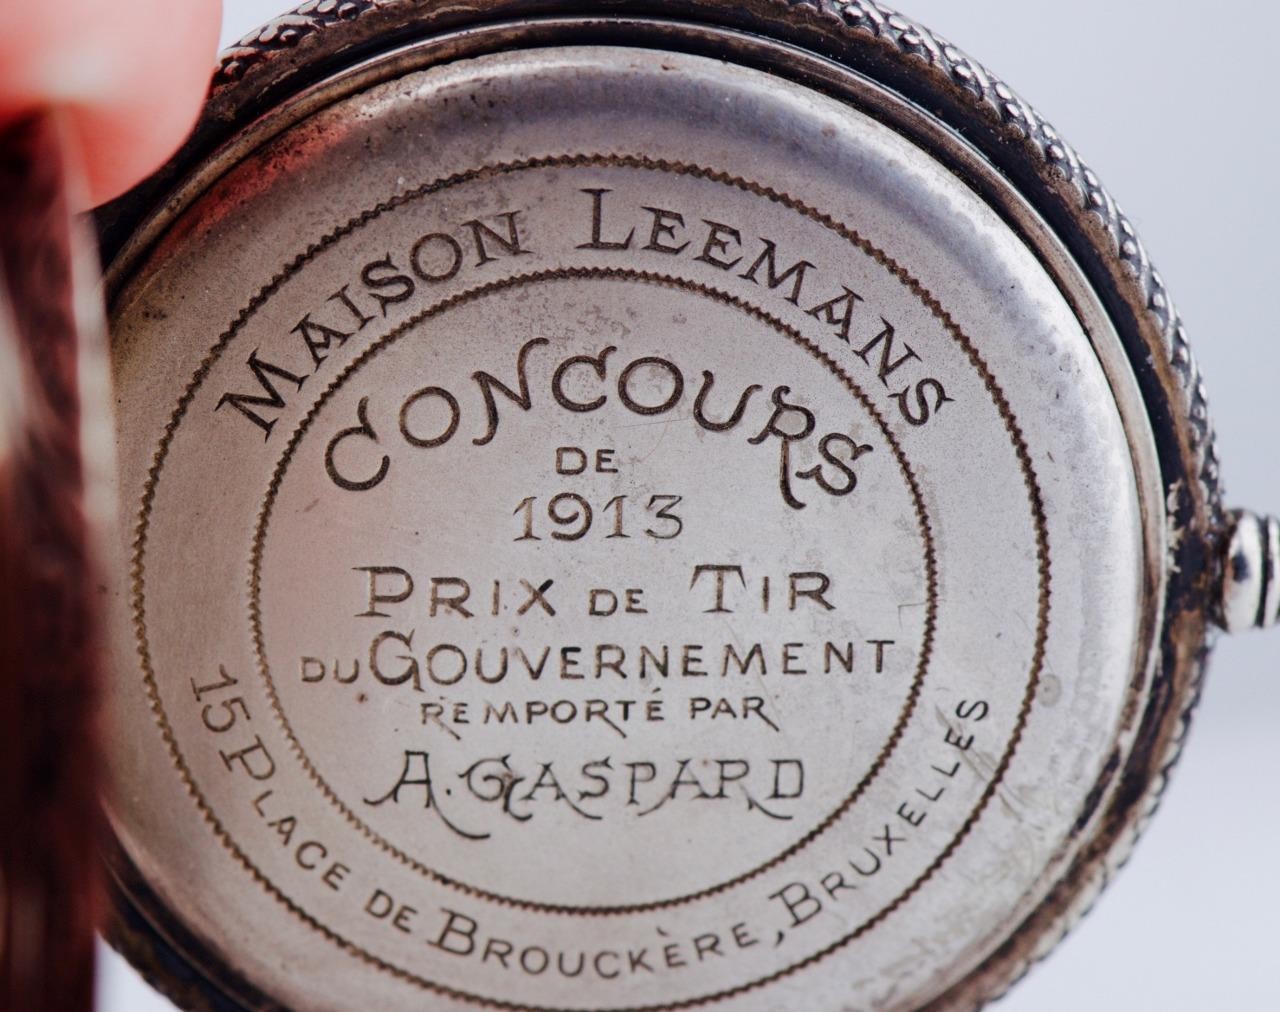 MAISON LEEMANS
CONCOURS
DE
1913
PRIX DE TIR
DU GOUVERNEMENT
REMPORTÉ PAR
A. GASPARD
15 PLACE DE BROUCKÈRE, BRUXELLES